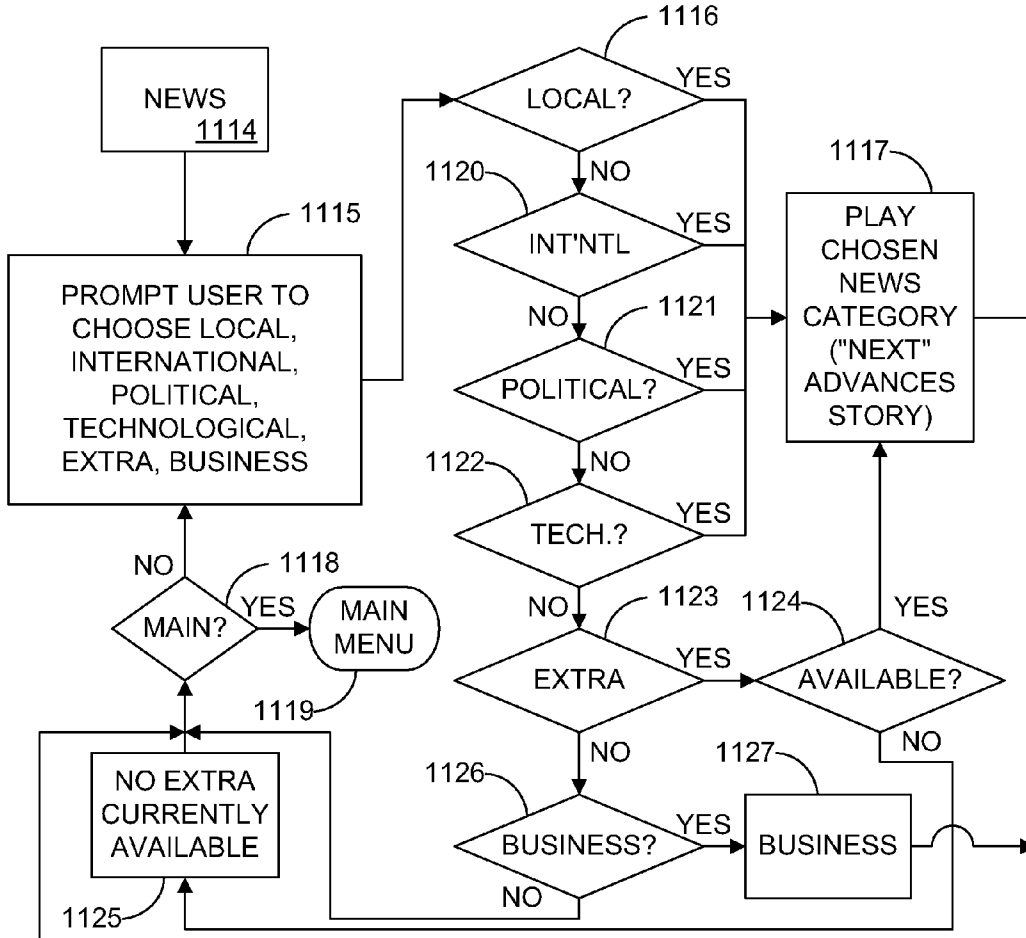 NEWS
1114
1115
PROMPT USER TO
CHOOSE LOCAL,
INTERNATIONAL,
POLITICAL,
TECHNOLOGICAL,
EXTRA, BUSINESS
1116
LOCAL?
YES
NO
1120
INT'NTL
YES
NO
1121
POLITICAL?
YES
NO
1122
TECH.?
YES
NO
1117
PLAY
CHOSEN
NEWS
CATEGORY
("NEXT"
ADVANCES
STORY)
1123
EXTRA
YES
NO
1124
AVAILABLE?
YES
NO
NO
1118
MAIN?
YES
MAIN
MENU
1119
NO EXTRA
CURRENTLY
AVAILABLE
1125
1126
BUSINESS?
YES
NO
1127
BUSINESS